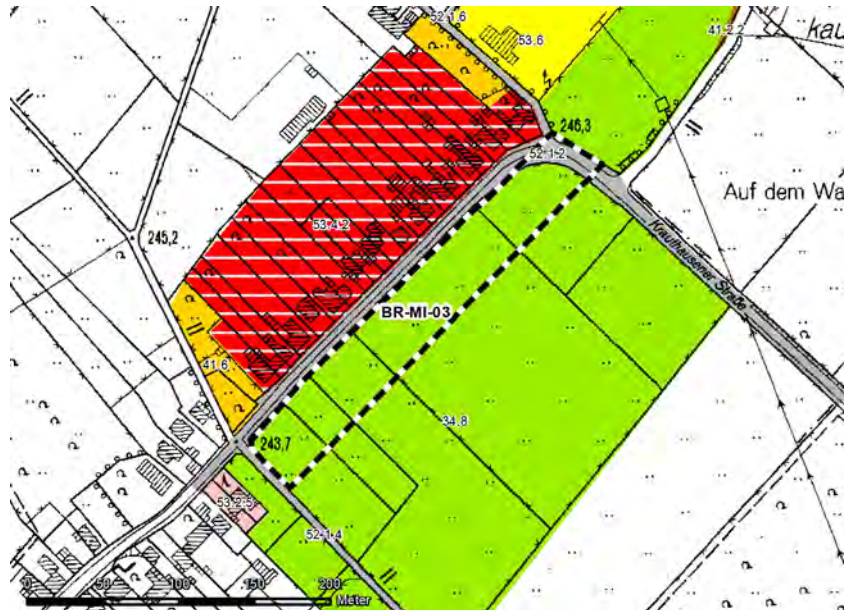 52.1.6
53.6
41.2.2
kau
246,3
52.1.2
Auf dem Wa
53.4.2
245,2
Krauthausener Straße
BR-MI-03
41.6
34.8
243,7
53.2.5
52.1.4
0 50 100 150 200
Meter